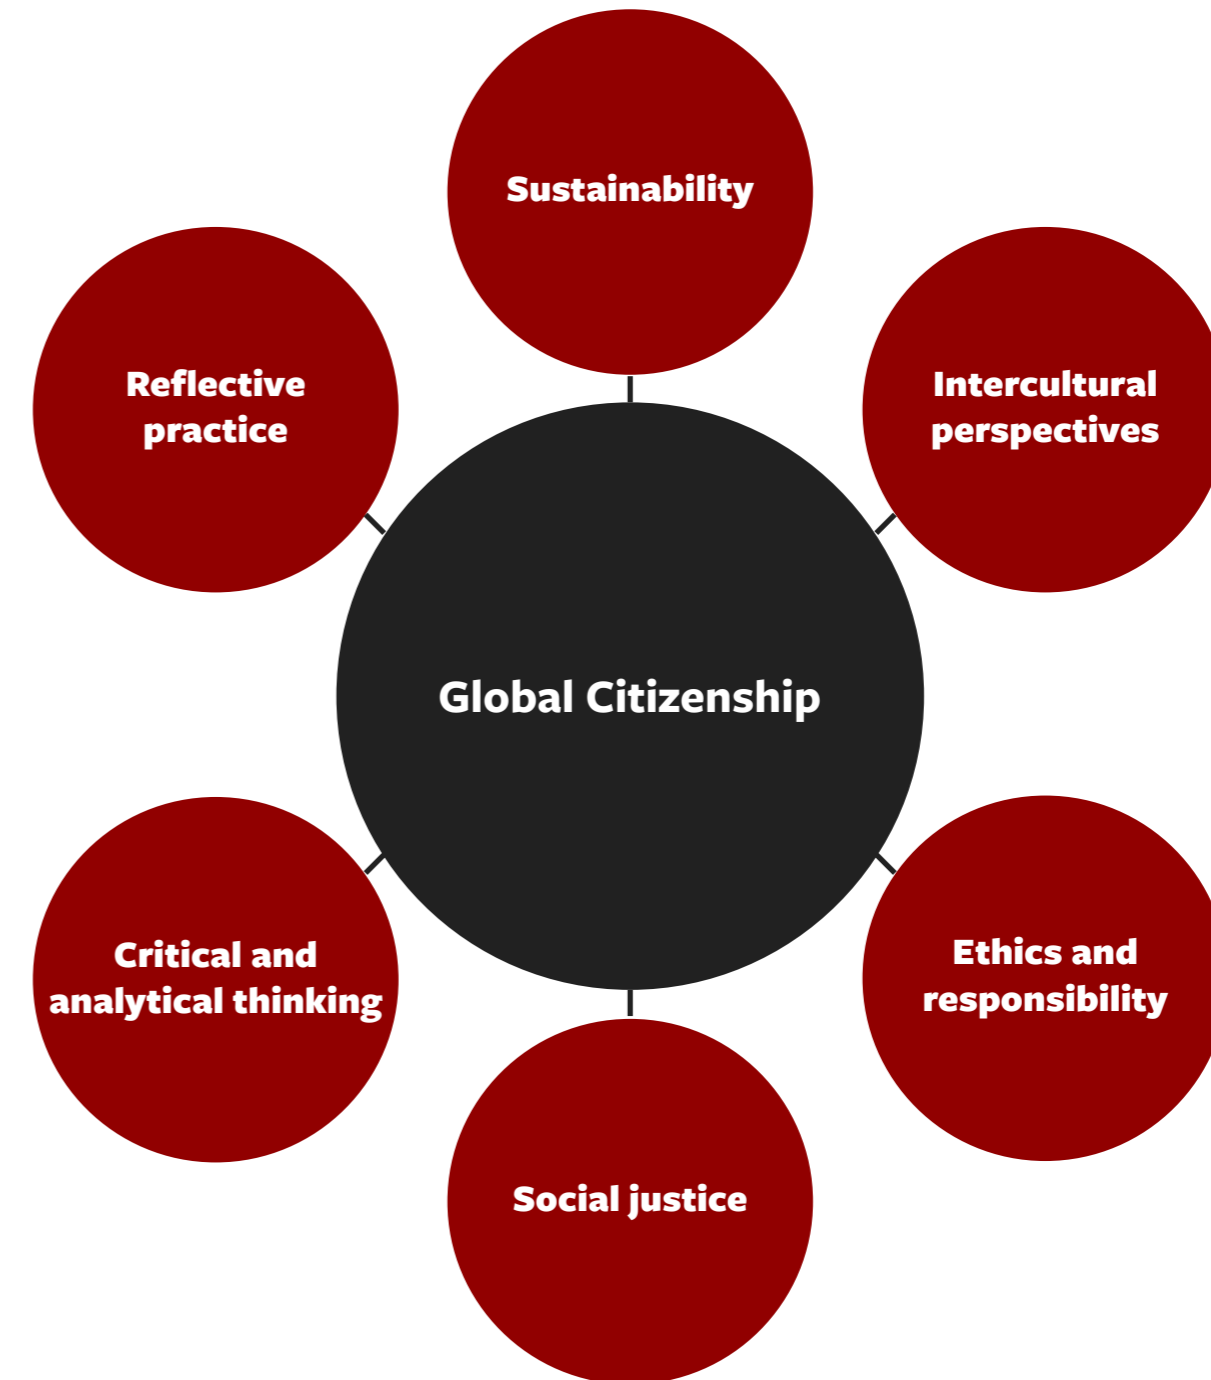 Sustainability
Reflective
practice
Intercultural
perspectives
Global Citizenship
Critical and
analytical thinking
Ethics and
responsibility
Social justice